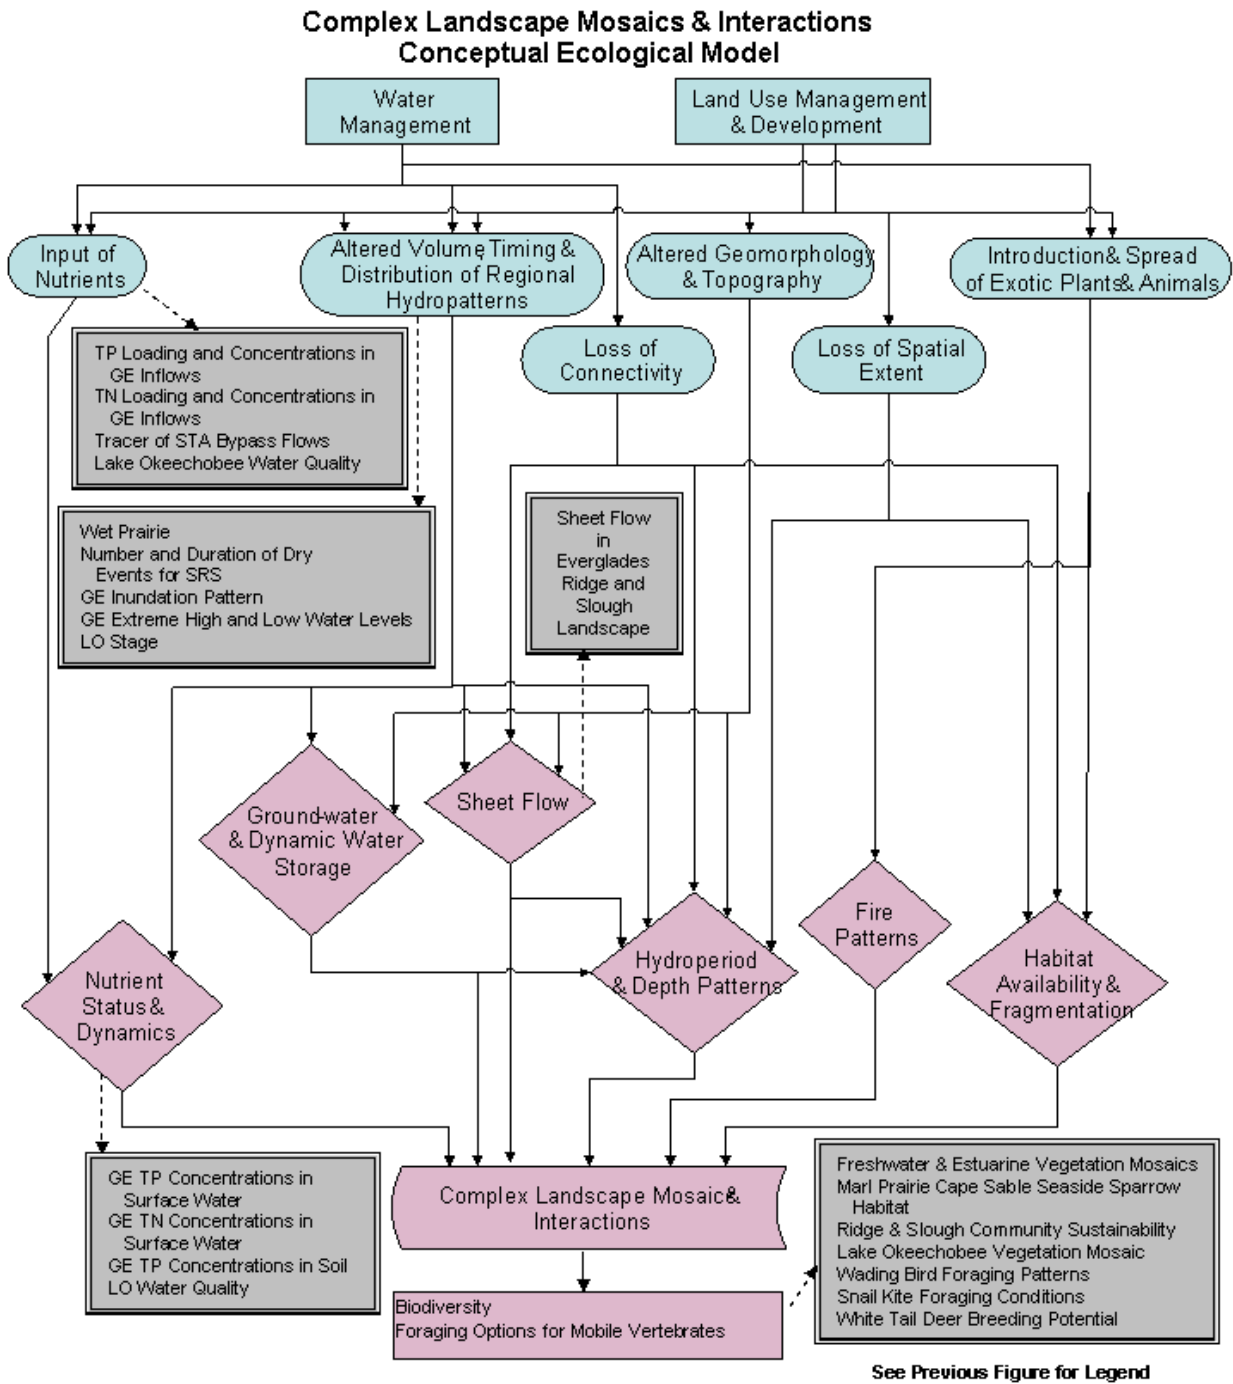 Complex Landscape Mosaics & Interactions
Conceptual Ecological Model
Water
Management
Land Use Management
& Development
Input of
Nutrients
Altered Volume, Timing &
Distribution of Regional
Hydropatterns
Altered Geomorphology
& Topography
Introduction & Spread
of Exotic Plants & Animals
Loss of
Connectivity
Loss of Spatial
Extent
TP Loading and Concentrations in
GE Inflows
TN Loading and Concentrations in
GE Inflows
Tracer of STA Bypass Flows
Lake Okeechobee Water Quality
Wet Prairie
Number and Duration of Dry
Events for SRS
GE Inundation Pattern
GE Extreme High and Low Water Levels
LO Stage
Sheet Flow
in
Everglades
Ridge and
Slough
Landscape
Ground-water
& Dynamic Water
Storage
Sheet Flow
Fire
Patterns
Hydroperiod
& Depth Patterns
Habitat
Availability &
Fragmentation
Nutrient
Status &
Dynamics
GE TP Concentrations in
Surface Water
GE TN Concentrations in
Surface Water
GE TP Concentrations in Soil
LO Water Quality
Complex Landscape Mosaic &
Interactions
Biodiversity
Foraging Options for Mobile Vertebrates
Freshwater & Estuarine Vegetation Mosaics
Marl Prairie Cape Sable Seaside Sparrow
Habitat
Ridge & Slough Community Sustainability
Lake Okeechobee Vegetation Mosaic
Wading Bird Foraging Patterns
Snail Kite Foraging Conditions
White Tail Deer Breeding Potential
See Previous Figure for Legend